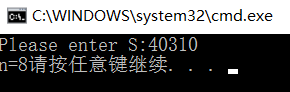 C:\WINDOWS\system32\cmd.exe
Please enter S:40310
n=8请按任意键继续. . .